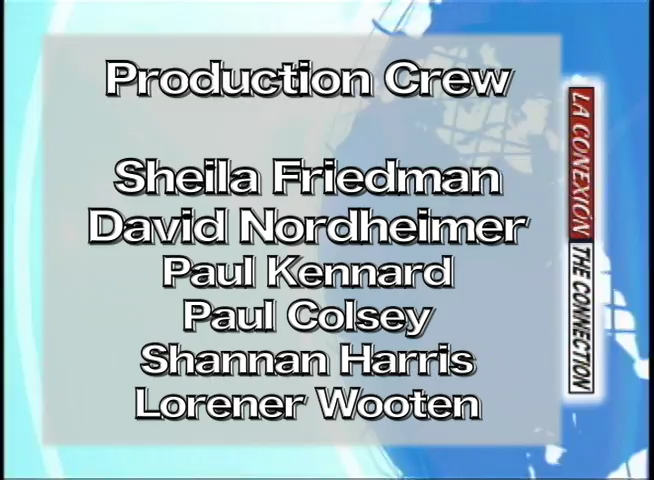 Production Crew
Sheila Friedman
David Nordheimer
Paul Kennard
Paul Colsey
Shannan Harris
Lorener Wooten
LA CONEXIÓN THE CONNECTION